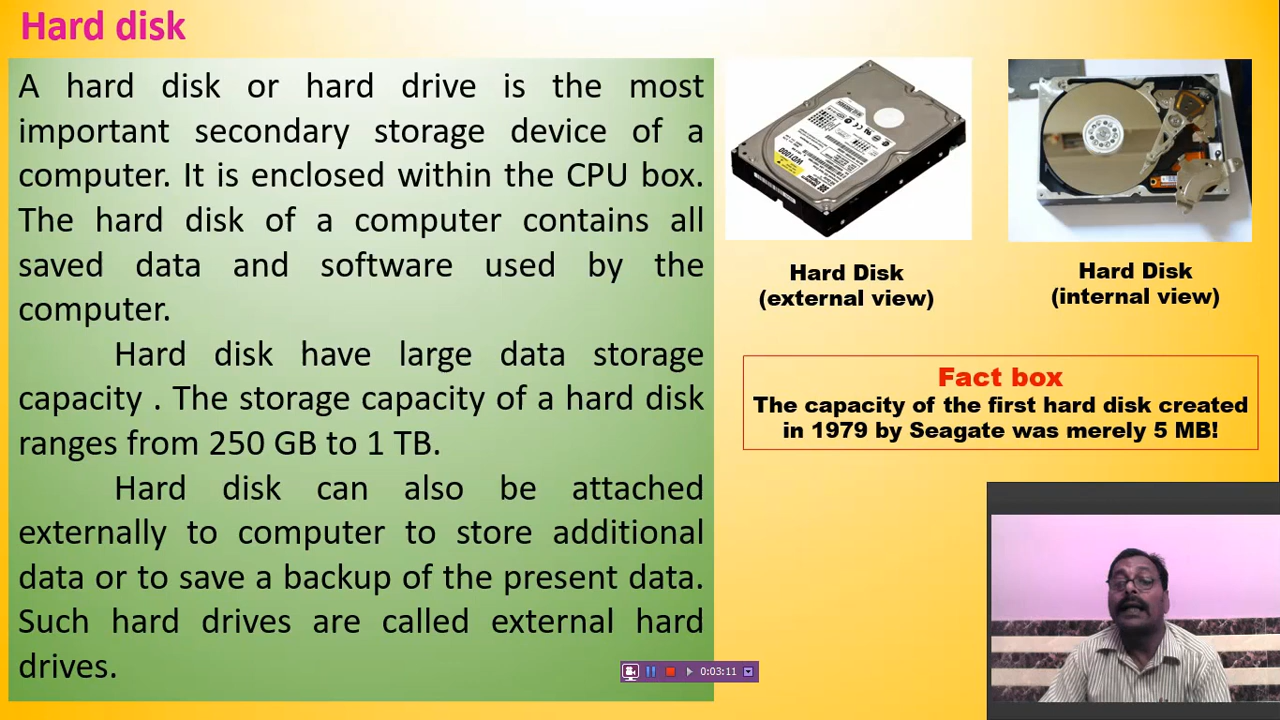 Hard disk
A hard disk or hard drive is the most
important secondary storage device of a
computer. It is enclosed within the CPU box.
The hard disk of a computer contains all
saved data and software used by the
computer.
Hard disk have large data storage
capacity . The storage capacity of a hard disk
ranges from 250 GB to 1 TB.
Hard disk can also be attached
externally to computer to store additional
data or to save a backup of the present data.
Such hard drives are called external hard
drives.
Hard Disk
(external view)
Hard Disk
(internal view)
Fact box
The capacity of the first hard disk created
in 1979 by Seagate was merely 5 MB!
0:03:11